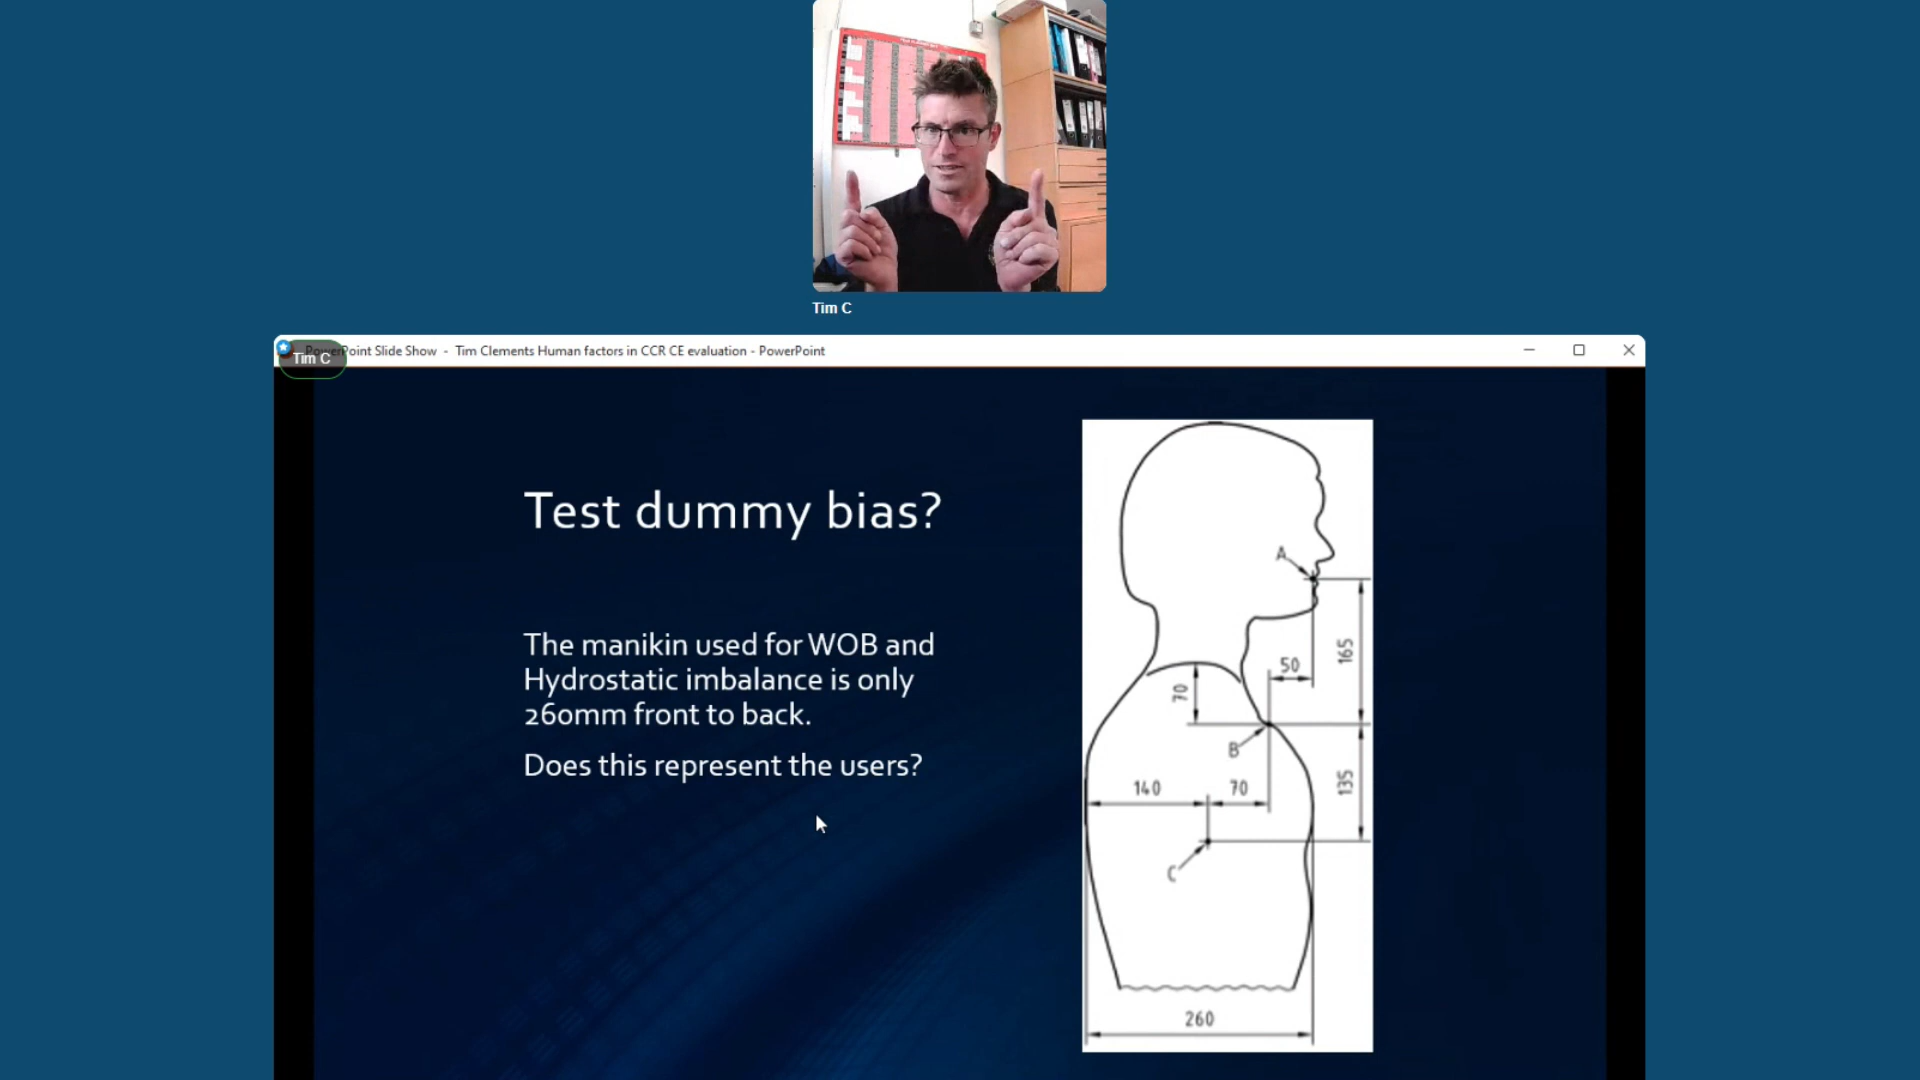 Tim C
PowerPoint Slide Show - Tim Clements Human factors in CCR CE evaluation - PowerPoint
Tim C
Test dummy bias?
The manikin used for WOB and
Hydrostatic imbalance is only
260mm front to back.
Does this represent the users?
A
165
50
70
B
140
70
135
C
260